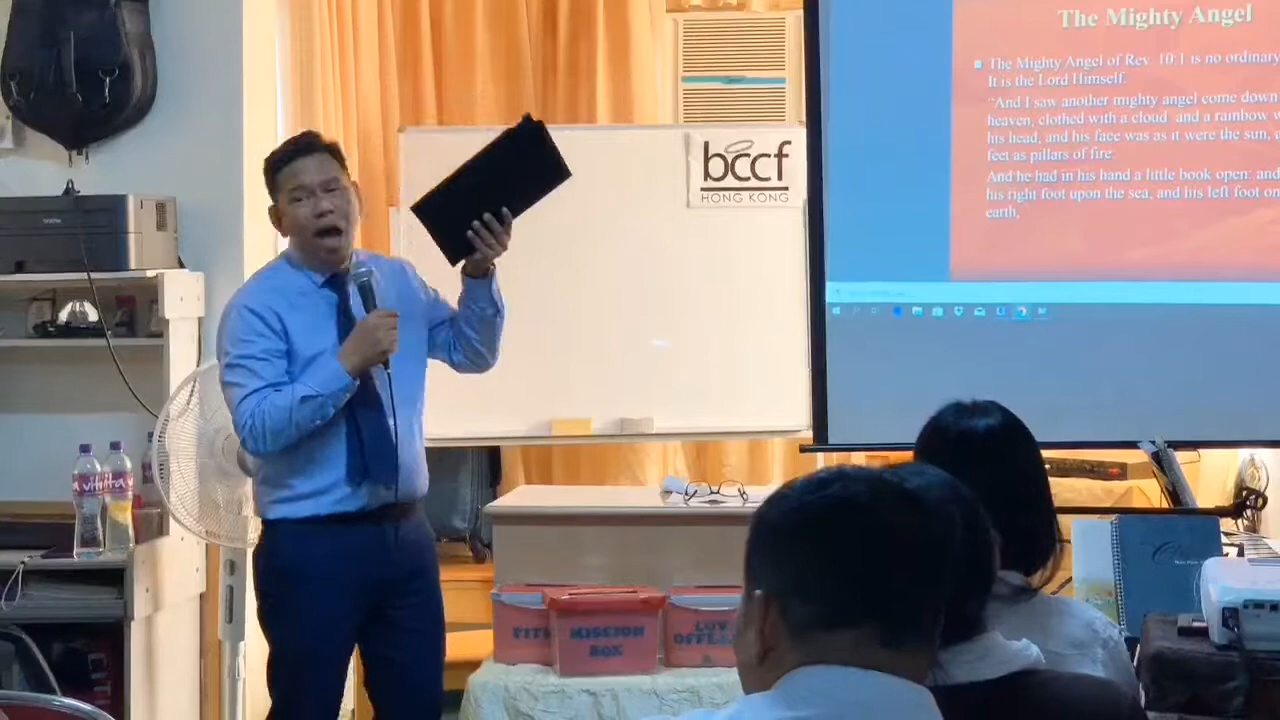 The Mighty Angel
The Mighty Angel of Rev. 10:1 is no ordinary
It is the Lord Himself.
"And I saw another mighty angel come down
heaven, clothed with a cloud: and a rainbow
his head, and his face was as it were the sun,
feet as pillars of fire:
And he had in his hand a little book open: and
his right foot upon the sea, and his left foot on
earth,
bccf
HONG KONG
brother
vita
MISSION
BOX